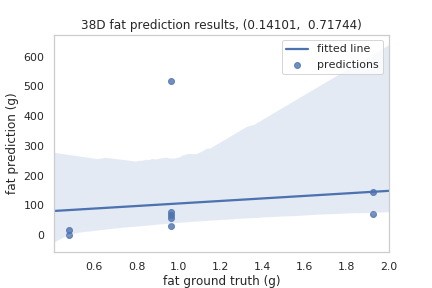 38D fat prediction results, (0.14101, 0.71744)
fitted line
predictions
fat prediction (g)
600
500
400
300
200
100
0
0.6 0.8 1.0 1.2 1.4 1.6 1.8 2.0
fat ground truth (g)